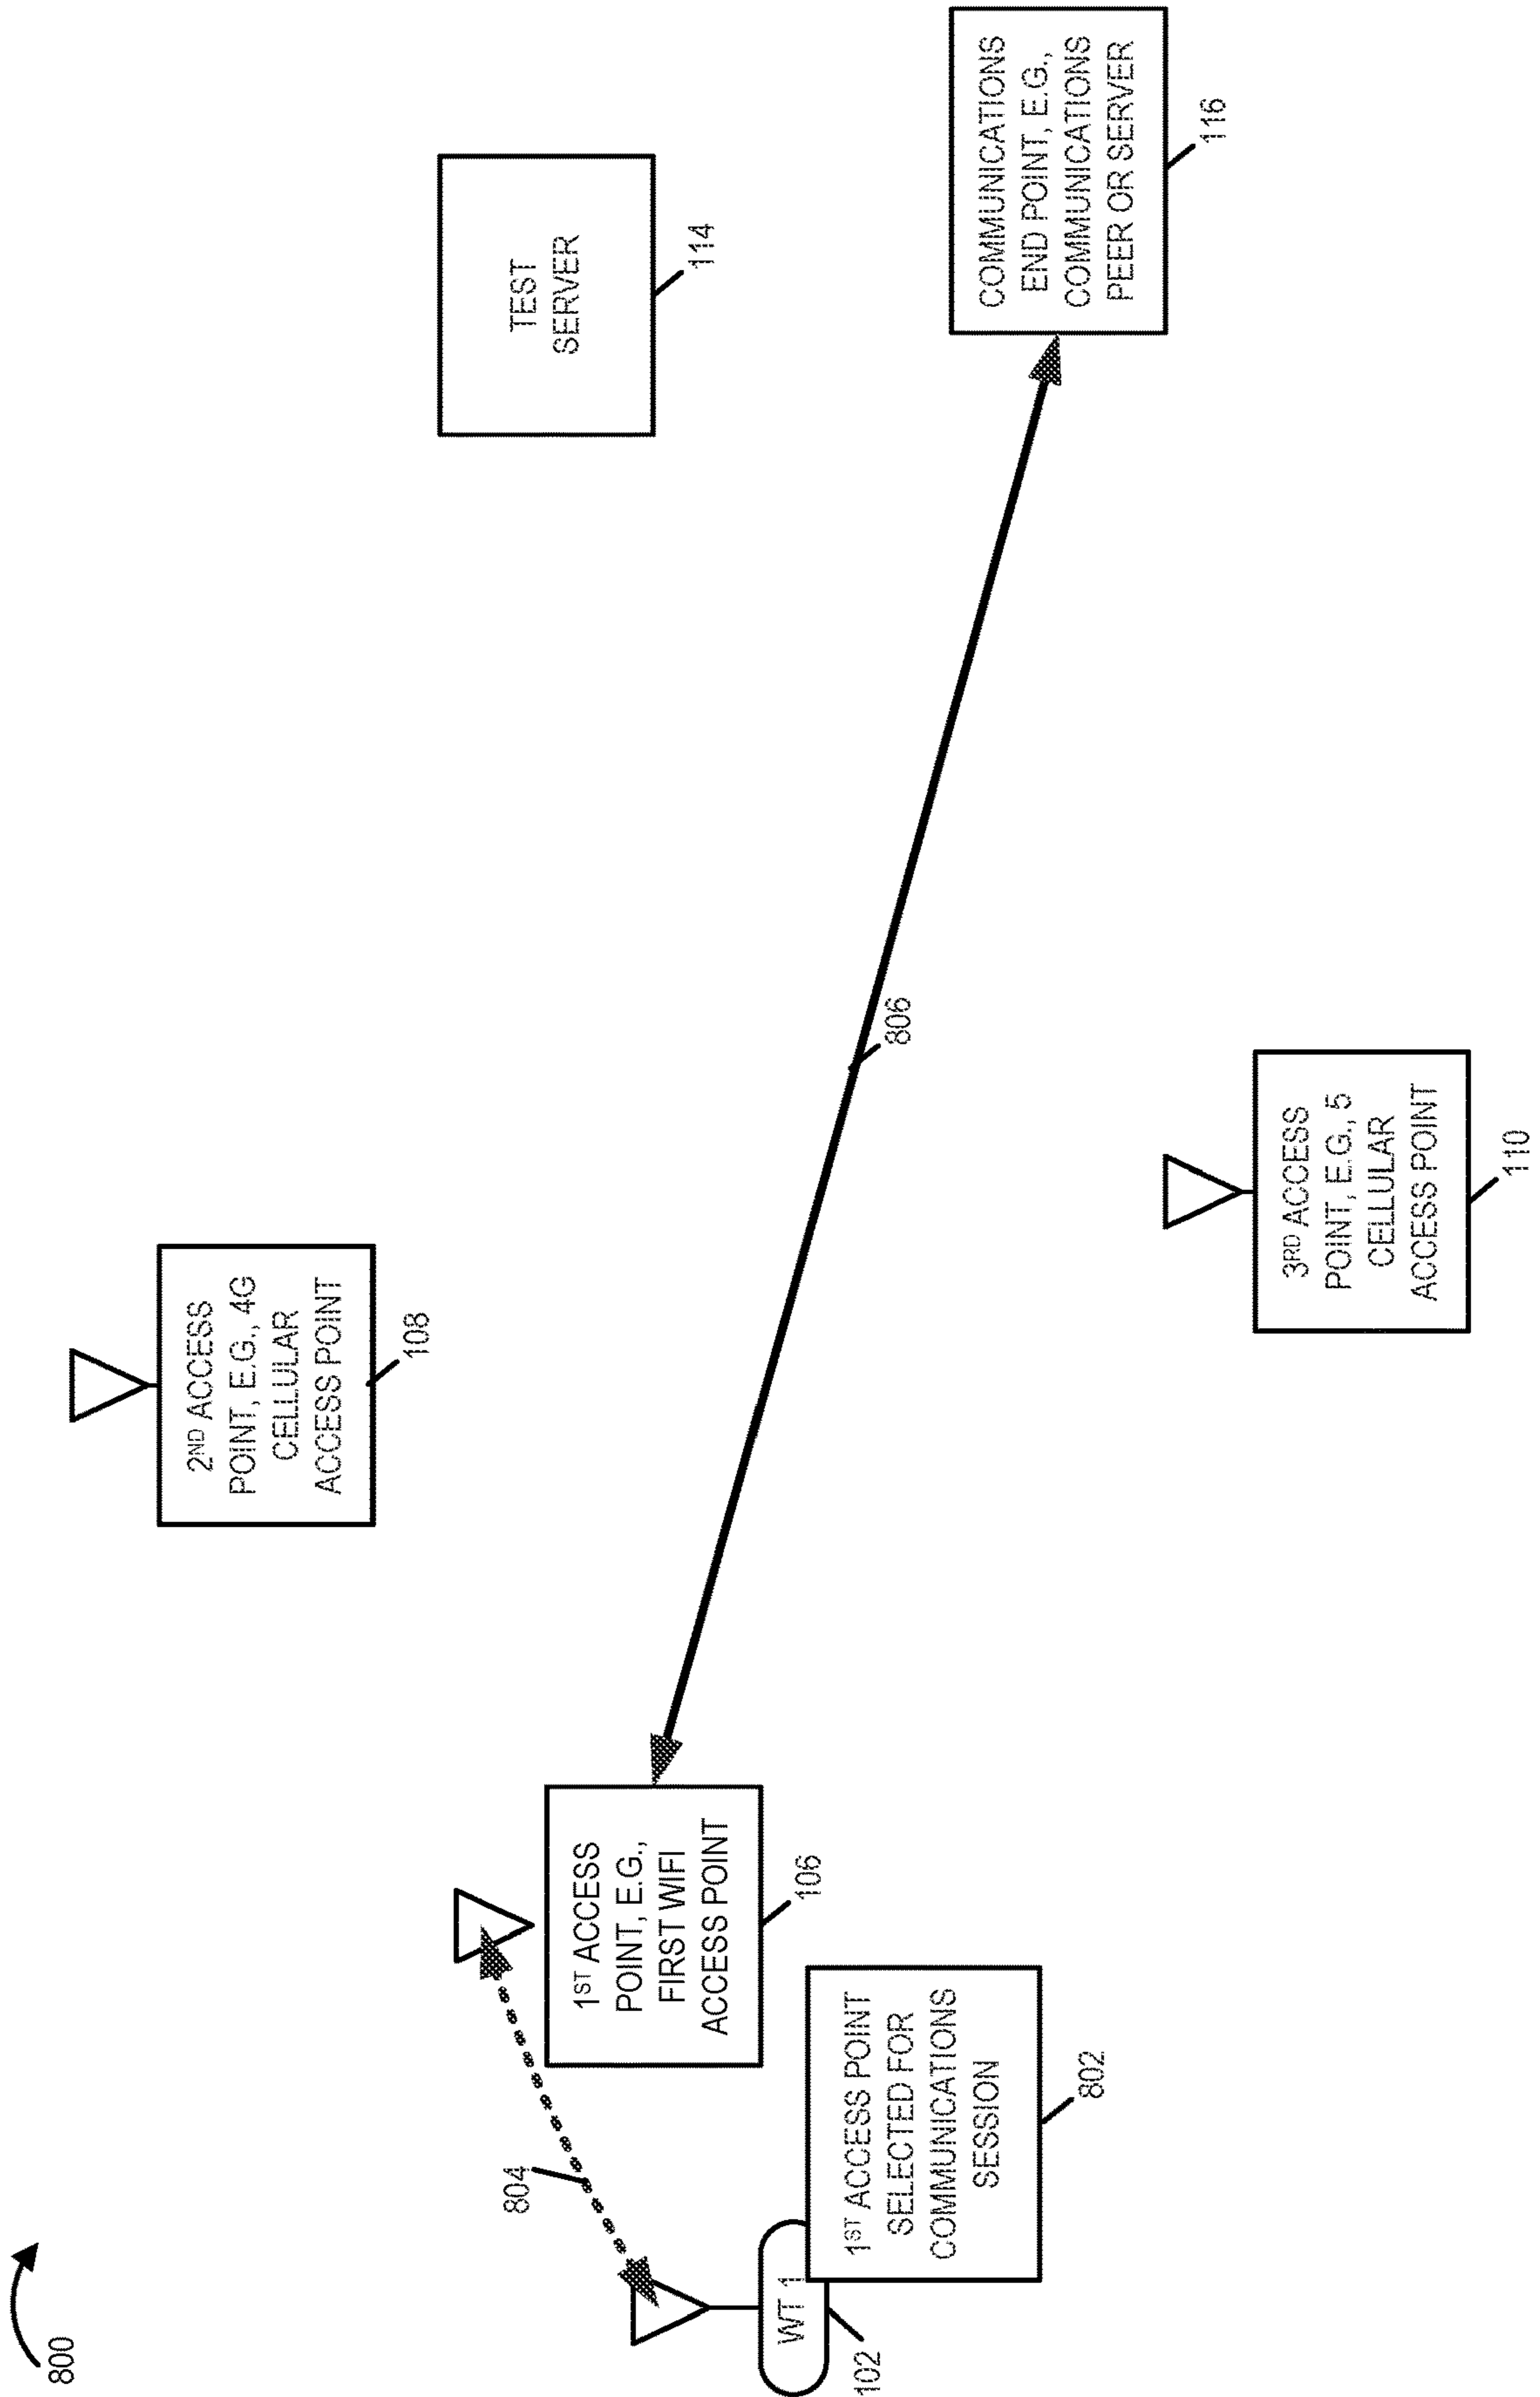 800
2ND ACCESS
POINT, E.G., 4G
CELLULAR
ACCESS POINT
108
TEST
SERVER
114
804
1ST ACCESS
POINT, E.G.,
FIRST WIFI
ACCESS POINT
106
WT 1
102
1ST ACCESS POINT
SELECTED FOR
COMMUNICATIONS
SESSION
802
806
COMMUNICATIONS
END POINT, E.G.,
COMMUNICATIONS
PEER OR SERVER
116
3RD ACCESS
POINT, E.G., 5
CELLULAR
ACCESS POINT
110